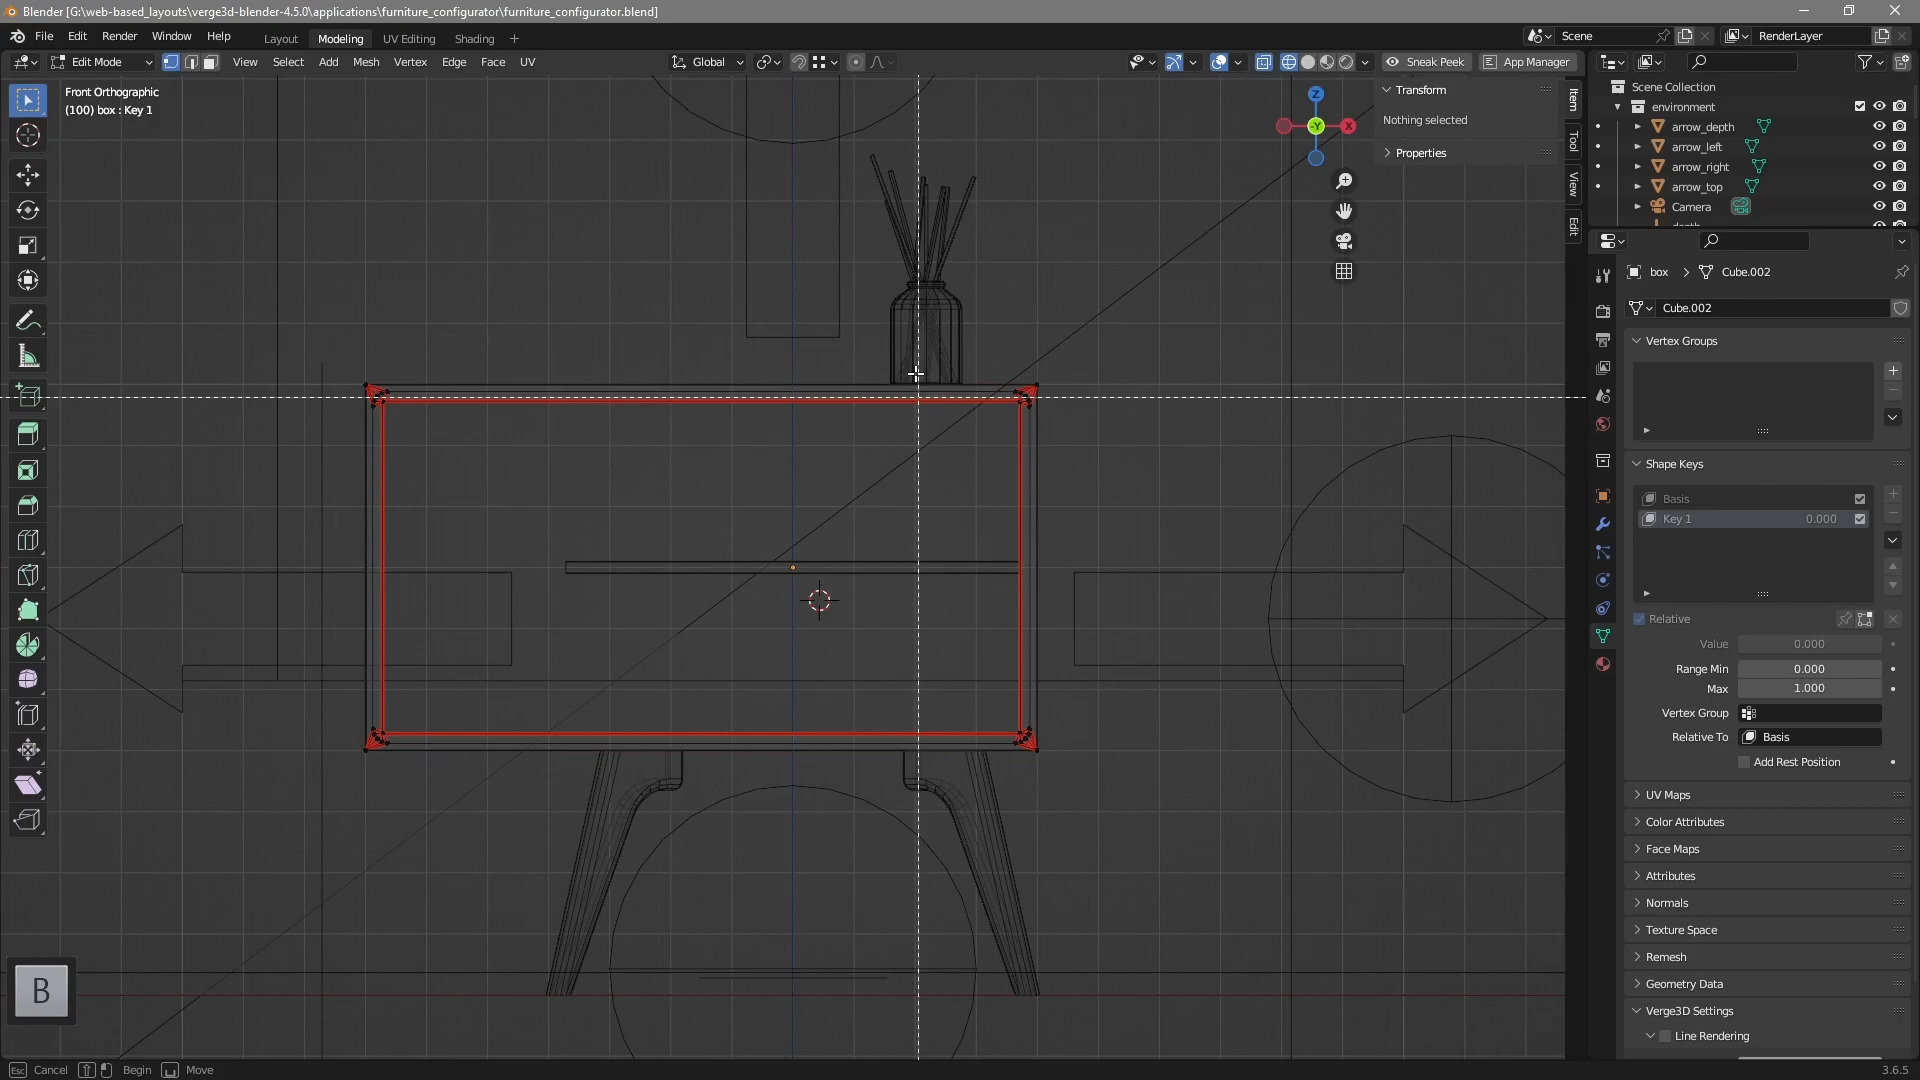 Blender [G:\web-based_layouts\verge3d-blender-4.5.0\applications\furniture_configurator\furniture_configurator.blend]
File Edit Render Window Help Layout Modeling UV Editing Shading + Scene RenderLayer
Edit Mode View Select Add Mesh Vertex Edge Face UV Global Sneak Peek App Manager
Front Orthographic
(100) box : Key 1
Z
-Y
X
Transform
Nothing selected
Properties
Item
Tool
View
Edit
Scene Collection
environment
arrow_depth
arrow_left
arrow_right
arrow_top
Camera
box > Cube.002
Cube.002
Vertex Groups
Shape Keys
Basis
Key 1 0.000
Relative
Value 0.000
Range Min 0.000
Max 1.000
Vertex Group
Relative To Basis
Add Rest Position
UV Maps
Color Attributes
Face Maps
Attributes
Normals
Texture Space
Remesh
Geometry Data
Verge3D Settings
Line Rendering
B
Esc Cancel Begin Move 3.6.5